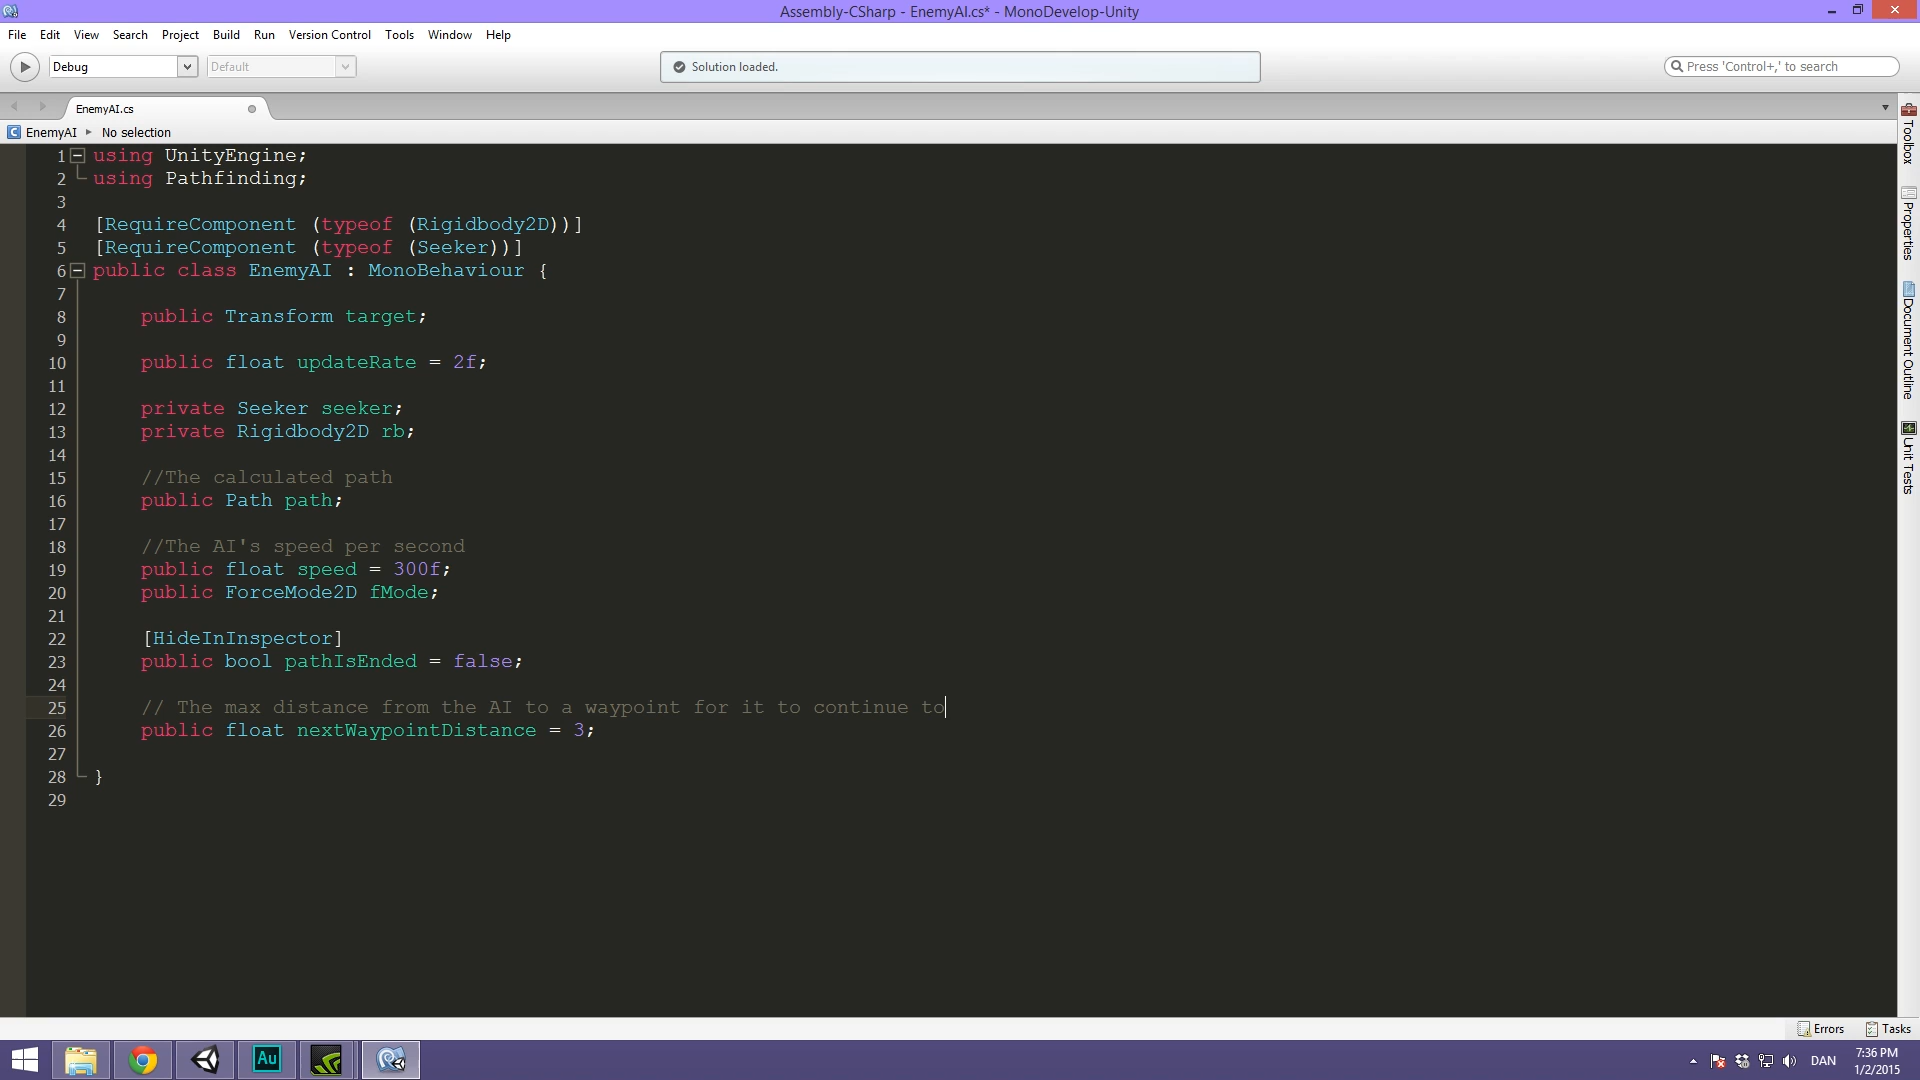 Assembly-CSharp - EnemyAI.cs* - MonoDevelop-Unity
File Edit View Search Project Build Run Version Control Tools Window Help
Debug Default Solution loaded. Press 'Control+,' to search
EnemyAI.cs
EnemyAI No selection
1 using UnityEngine;
2 using Pathfinding;
3
4 [RequireComponent (typeof (Rigidbody2D))]
5 [RequireComponent (typeof (Seeker))]
6 public class EnemyAI : MonoBehaviour {
7
8 public Transform target;
9
10 public float updateRate = 2f;
11
12 private Seeker seeker;
13 private Rigidbody2D rb;
14
15 //The calculated path
16 public Path path;
17
18 //The AI's speed per second
19 public float speed = 300f;
20 public ForceMode2D fMode;
21
22 [HideInInspector]
23 public bool pathIsEnded = false;
24
25 // The max distance from the AI to a waypoint for it to continue to
26 public float nextWaypointDistance = 3;
27
28 }
29
Toolbox
Properties
Document Outline
Unit Tests
Errors Tasks
Au
DAN
7:36 PM
1/2/2015